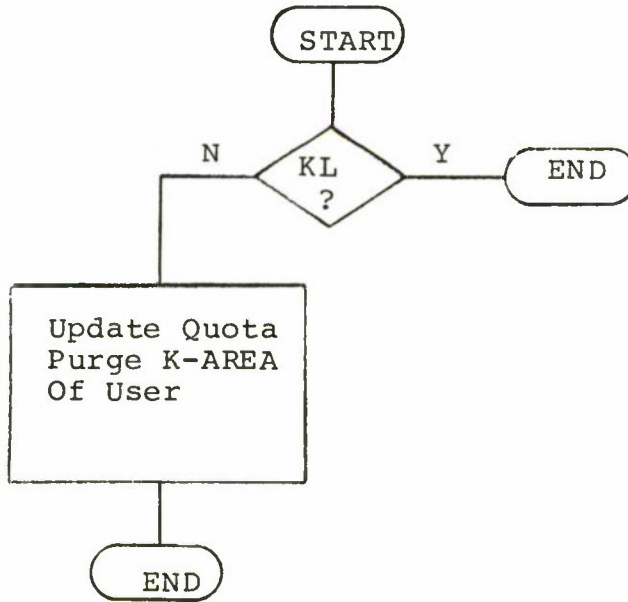 START
N
KL
?
Y
END
Update Quota
Purge K-AREA
Of User
END